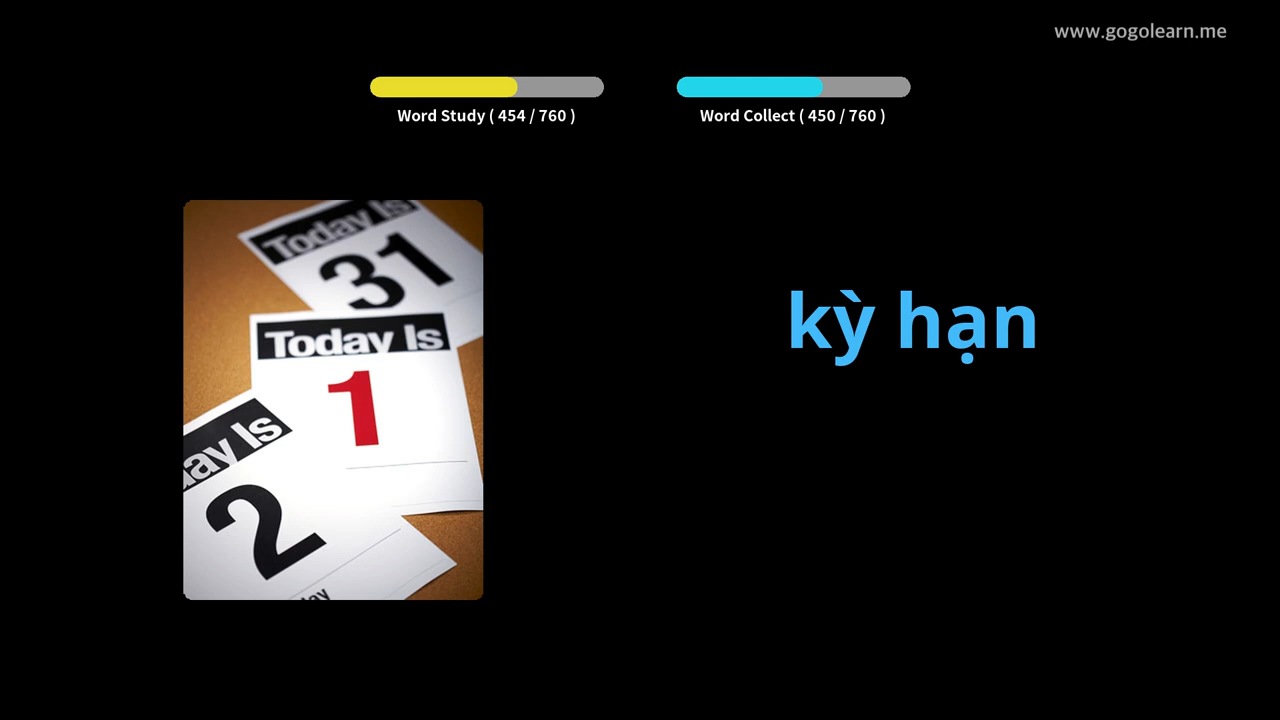 www.gogolearn.me
Word Study ( 454 / 760 )
Word Collect ( 450 / 760 )
Today Is
31
Today Is
1
ay Is
2
kỳ hạn